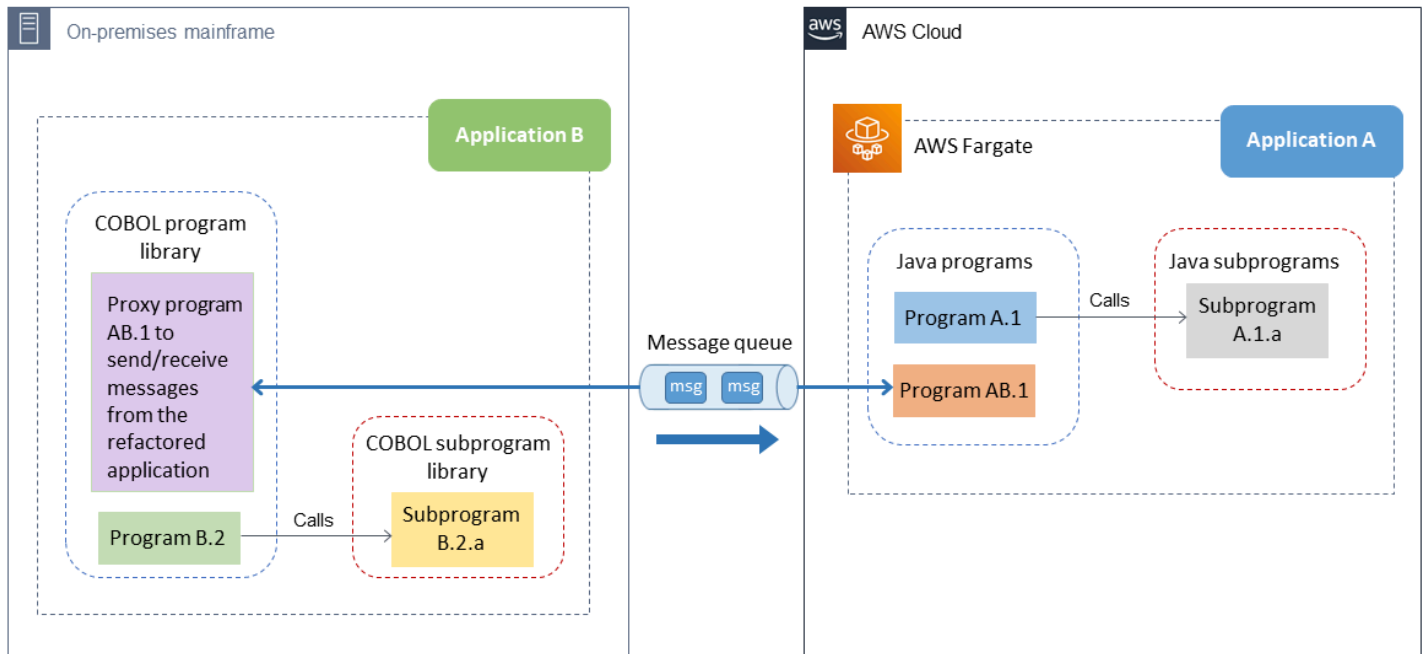 On-premises mainframe
Application B
COBOL program
library
Proxy program
AB.1 to
send/receive
messages
from the
refactored
application
Program B.2
Calls
COBOL subprogram
library
Subprogram
B.2.a
Message queue
msg
msg
aws
AWS Cloud
AWS Fargate
Application A
Java programs
Program A.1
Program AB.1
Calls
Java subprograms
Subprogram
A.1.a